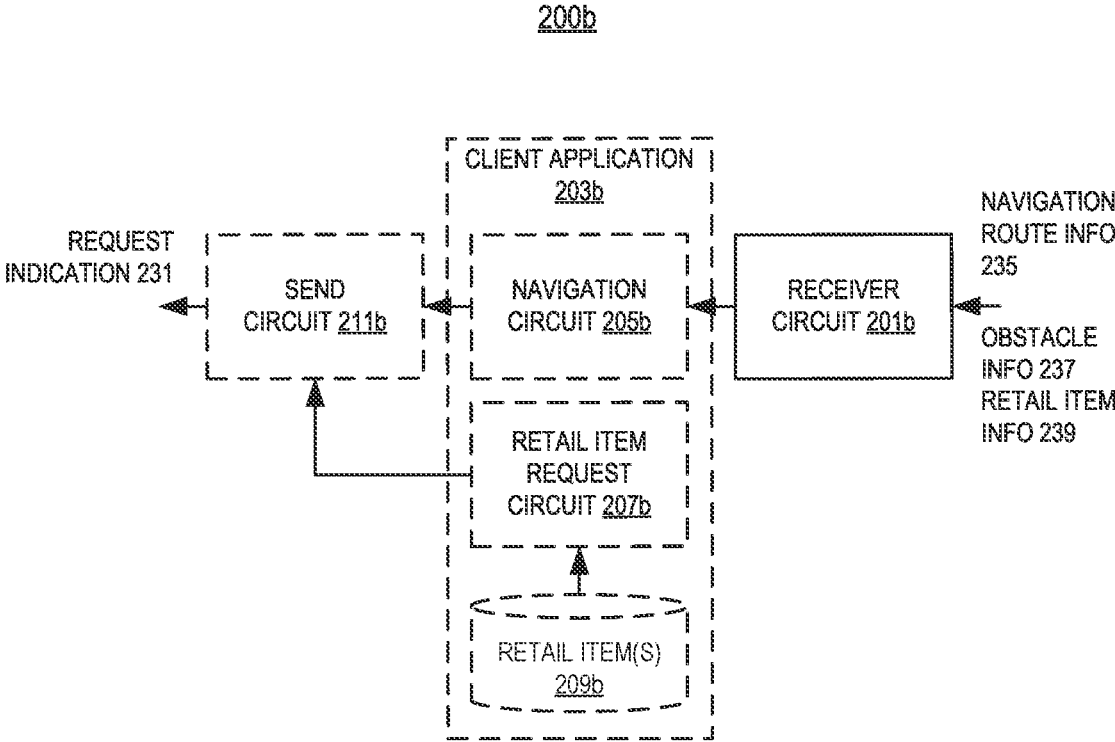 200b
CLIENT APPLICATION
203b
REQUEST
INDICATION 231
SEND
CIRCUIT 211b
NAVIGATION
CIRCUIT 205b
RECEIVER
CIRCUIT 201b
NAVIGATION
ROUTE INFO
235
OBSTACLE
INFO 237
RETAIL ITEM
INFO 239
RETAIL ITEM
REQUEST
CIRCUIT 207b
RETAIL ITEM(S)
209b